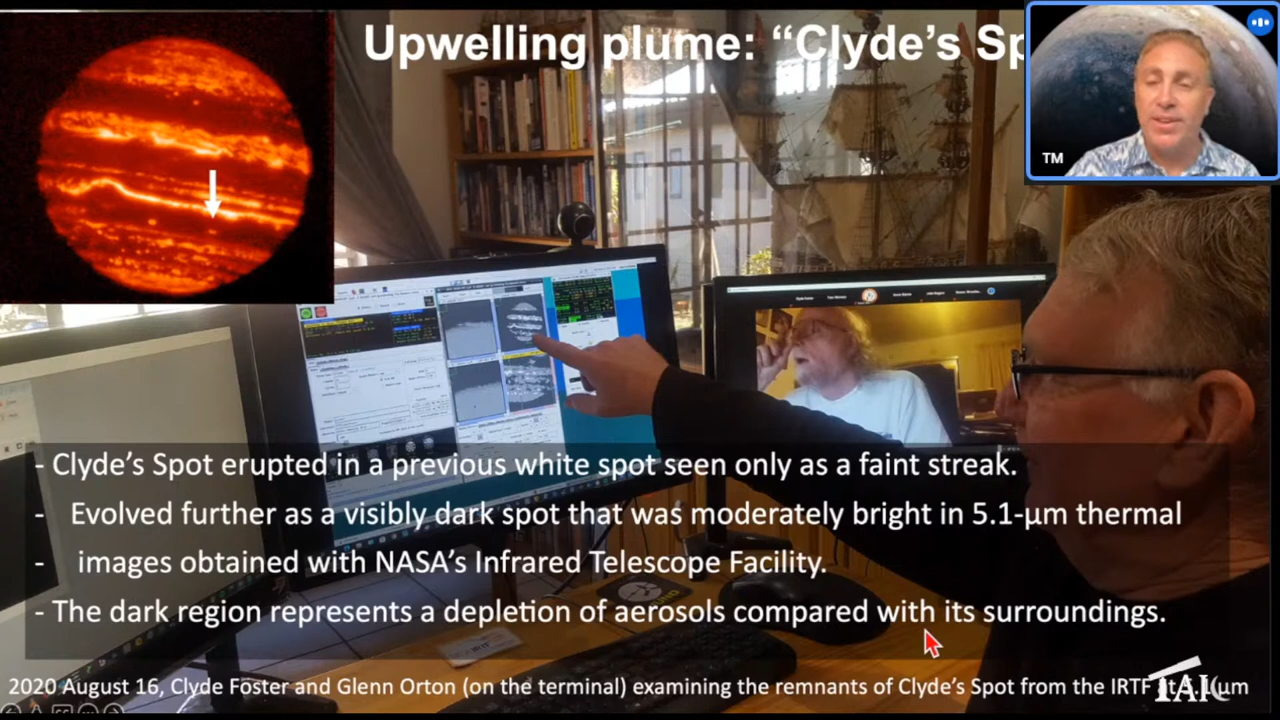 Upwelling plume: “Clyde’s Sp
TM
- Clyde’s Spot erupted in a previous white spot seen only as a faint streak.
- Evolved further as a visibly dark spot that was moderately bright in 5.1-μm thermal
- images obtained with NASA’s Infrared Telescope Facility.
- The dark region represents a depletion of aerosols compared with its surroundings.
2020 August 16, Clyde Foster and Glenn Orton (on the terminal) examining the remnants of Clyde’s Spot from the IRTF at μm
TAIC